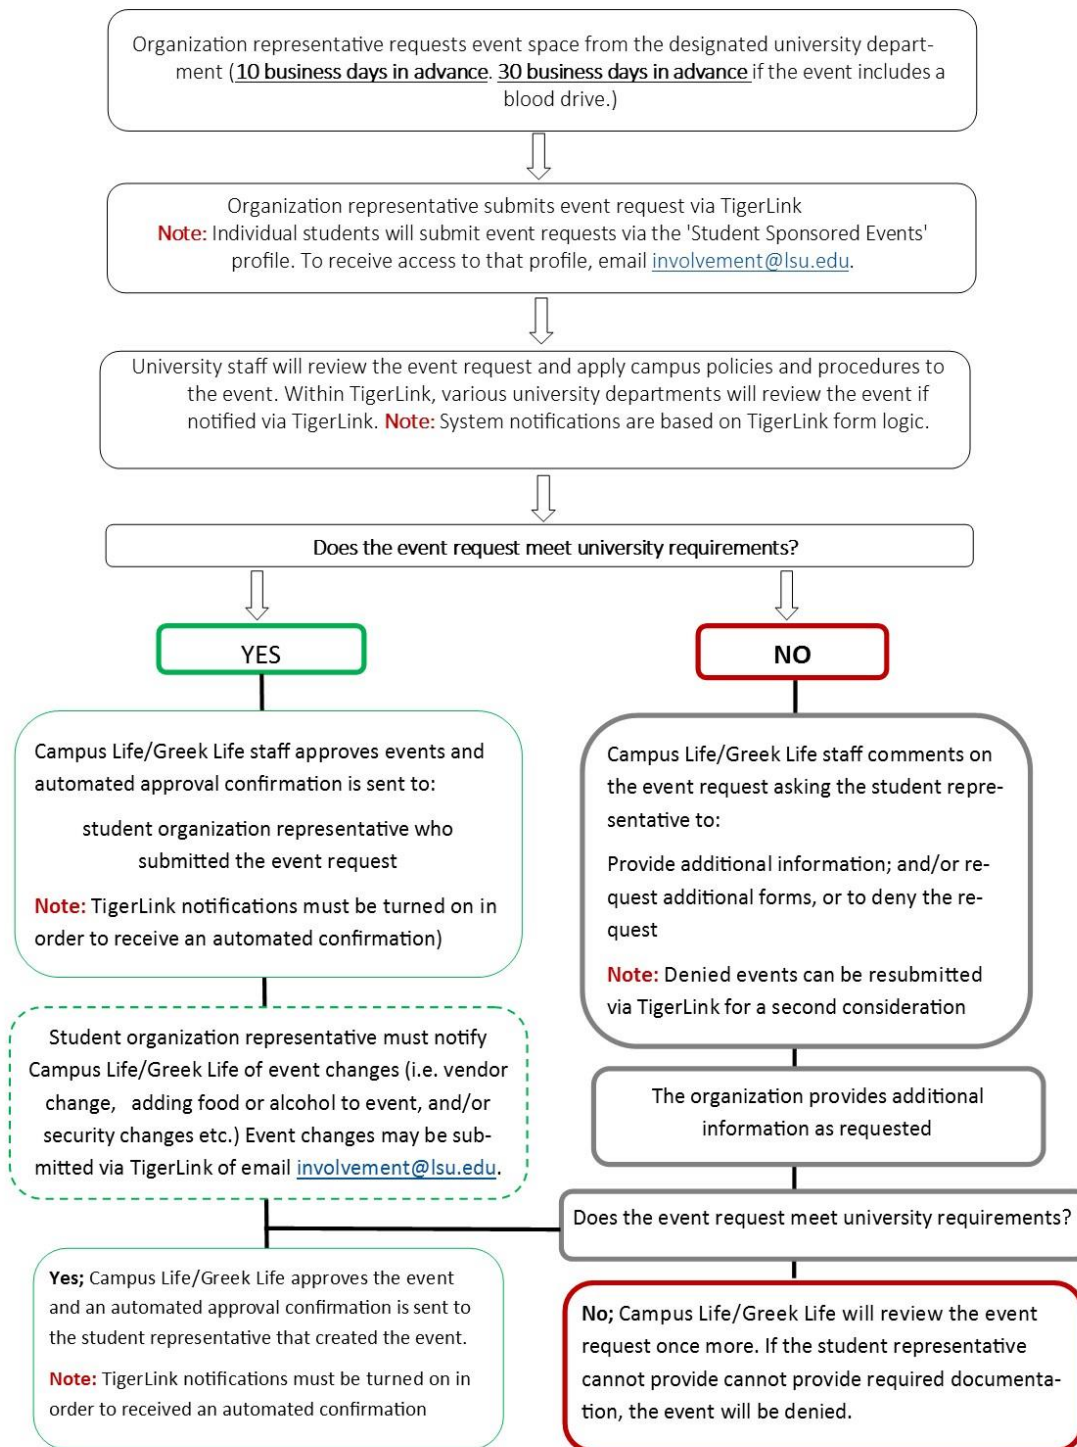 Organization representative requests event space from the designated university depart-
ment (10 business days in advance. 30 business days in advance if the event includes a
blood drive.)
Organization representative submits event request via TigerLink
Note: Individual students will submit event requests via the 'Student Sponsored Events'
profile. To receive access to that profile, email involvement@lsu.edu.
University staff will review the event request and apply campus policies and procedures to
the event. Within TigerLink, various university departments will review the event if
notified via TigerLink. Note: System notifications are based on TigerLink form logic.
Does the event request meet university requirements?
YES
Campus Life/Greek Life staff approves events and
automated approval confirmation is sent to:
student organization representative who
submitted the event request
Note: TigerLink notifications must be turned on in
order to receive an automated confirmation)
Student organization representative must notify
Campus Life/Greek Life of event changes (i.e. vendor
change, adding food or alcohol to event, and/or
security changes etc.) Event changes may be sub-
mitted via TigerLink of email involvement@lsu.edu.
NO
Campus Life/Greek Life staff comments on
the event request asking the student repre-
sentative to:
Provide additional information; and/or re-
quest additional forms, or to deny the re-
quest
Note: Denied events can be resubmitted
via TigerLink for a second consideration
The organization provides additional
information as requested
Does the event request meet university requirements?
Yes; Campus Life/Greek Life approves the event
and an automated approval confirmation is sent to
the student representative that created the event.
Note: TigerLink notifications must be turned on in
order to received an automated confirmation
No; Campus Life/Greek Life will review the event
request once more. If the student representative
cannot provide cannot provide required documenta-
tion, the event will be denied.